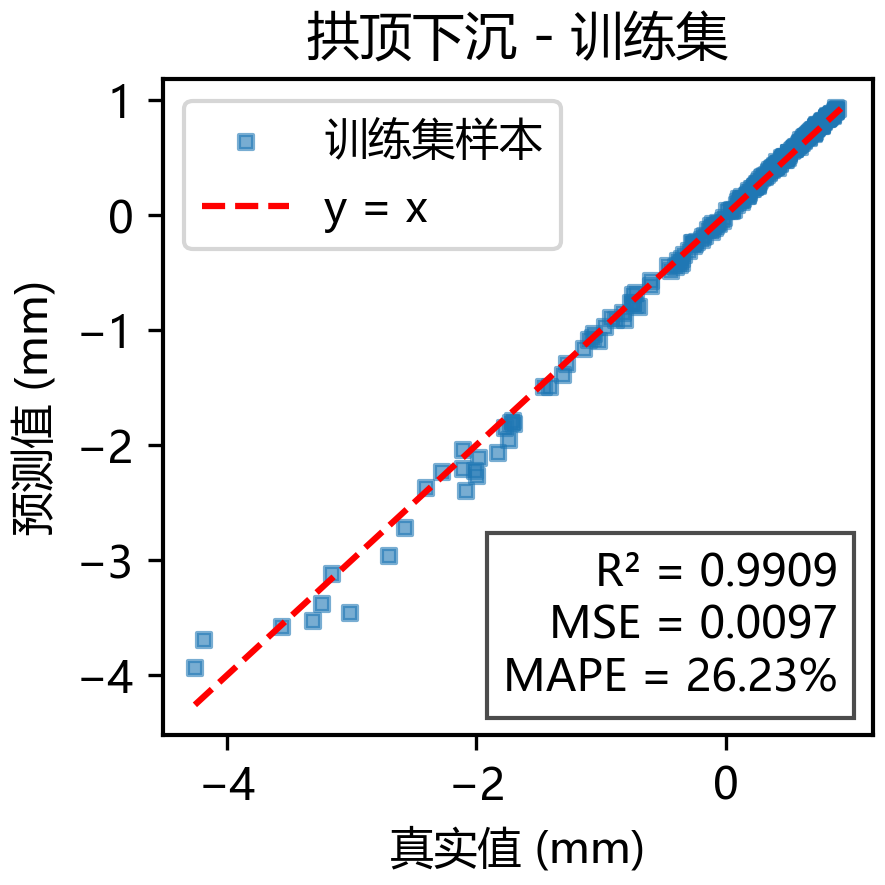 拱顶下沉 - 训练集
训练集样本
y = x
1
0
−1
−2
−3
−4
预测值 (mm)
R² = 0.9909
MSE = 0.0097
MAPE = 26.23%
−4
−2
0
真实值 (mm)